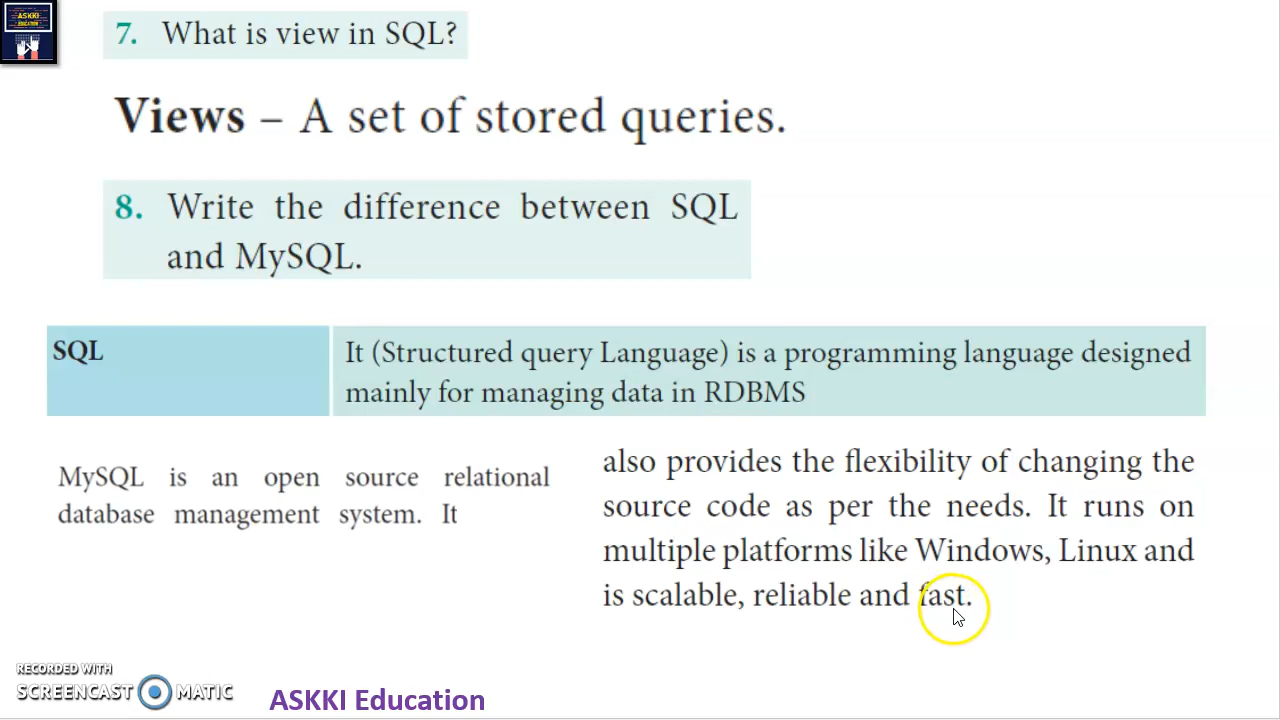 ASKKI
EDUCATION
7. What is view in SQL?
Views – A set of stored queries.
8. Write the difference between SQL
and MySQL.
SQL
It (Structured query Language) is a programming language designed
mainly for managing data in RDBMS
MySQL is an open source relational
database management system. It
also provides the flexibility of changing the
source code as per the needs. It runs on
multiple platforms like Windows, Linux and
is scalable, reliable and fast.
RECORDED WITH
SCREENCAST MATIC
ASKKI Education